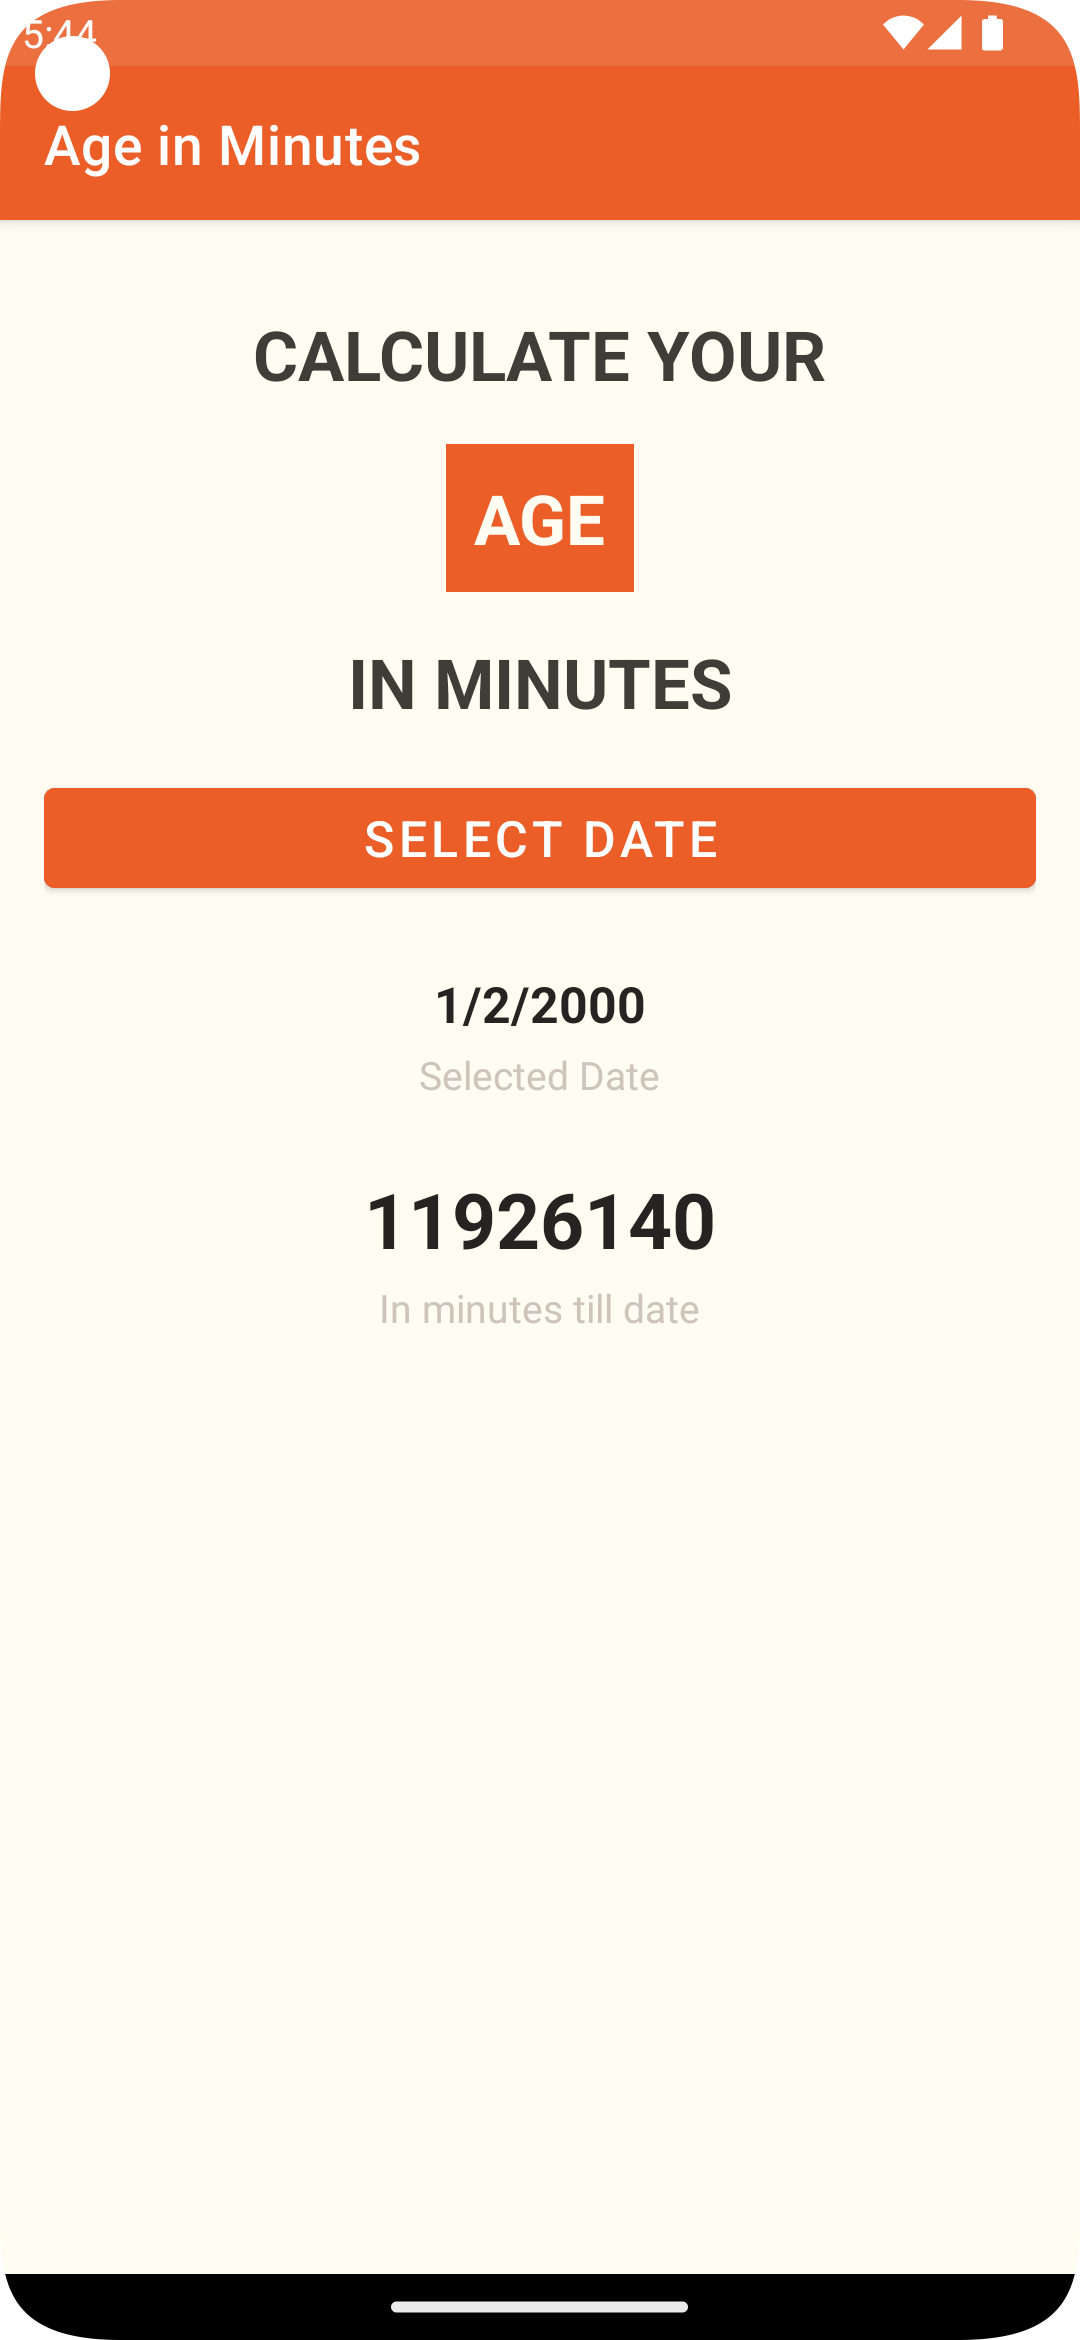 5:44
Age in Minutes
CALCULATE YOUR
AGE
IN MINUTES
SELECT DATE
1/2/2000
Selected Date
11926140
In minutes till date